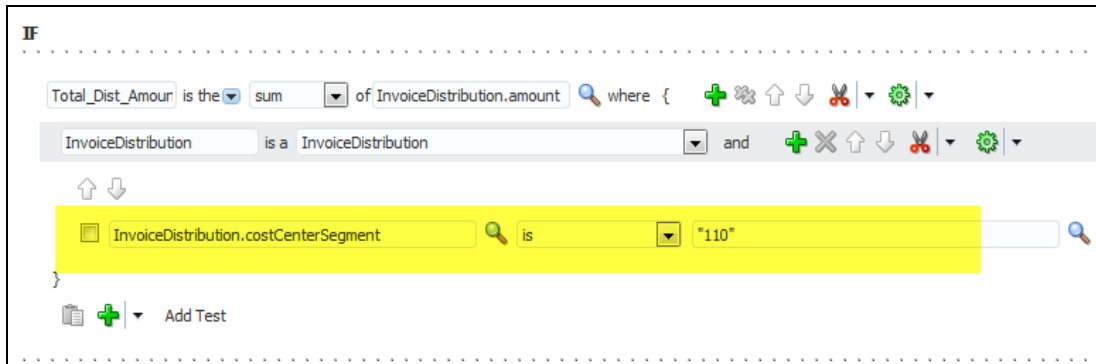 IF
Total_Dist_Amour is the sum of InvoiceDistribution.amount where {
InvoiceDistribution is a InvoiceDistribution and
InvoiceDistribution.costCenterSegment is "110"
}
Add Test